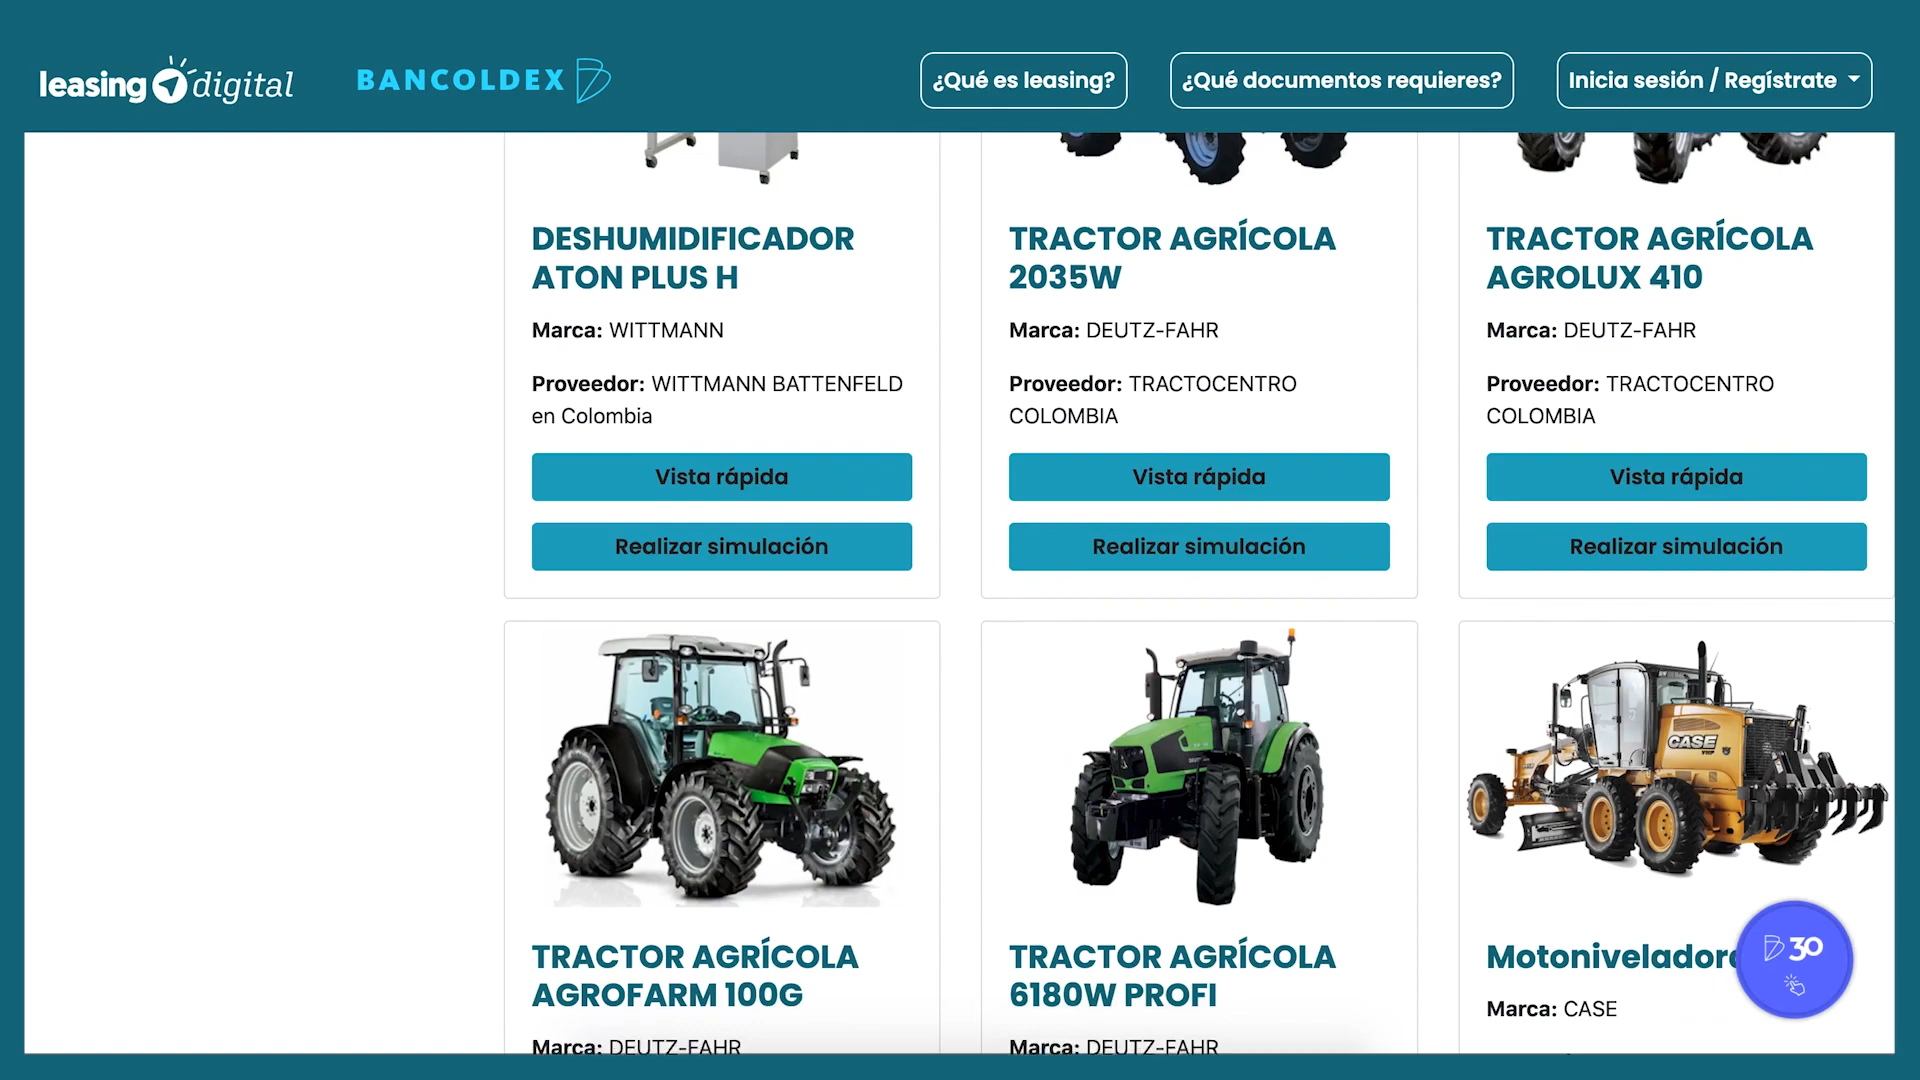 leasing digital
BANCOLDEX
¿Qué es leasing?
¿Qué documentos requieres?
Inicia sesión / Regístrate
DESHUMIDIFICADOR
ATON PLUS H
Marca: WITTMANN
Proveedor: WITTMANN BATTENFELD
en Colombia
Vista rápida
Realizar simulación
TRACTOR AGRÍCOLA
2035W
Marca: DEUTZ-FAHR
Proveedor: TRACTOCENTRO
COLOMBIA
Vista rápida
Realizar simulación
TRACTOR AGRÍCOLA
AGROLUX 410
Marca: DEUTZ-FAHR
Proveedor: TRACTOCENTRO
COLOMBIA
Vista rápida
Realizar simulación
TRACTOR AGRÍCOLA
AGROFARM 100G
Marca: DEUTZ-FAHR
TRACTOR AGRÍCOLA
6180W PROFI
Marca: DEUTZ-FAHR
CASE
Motoniveladora
Marca: CASE
30